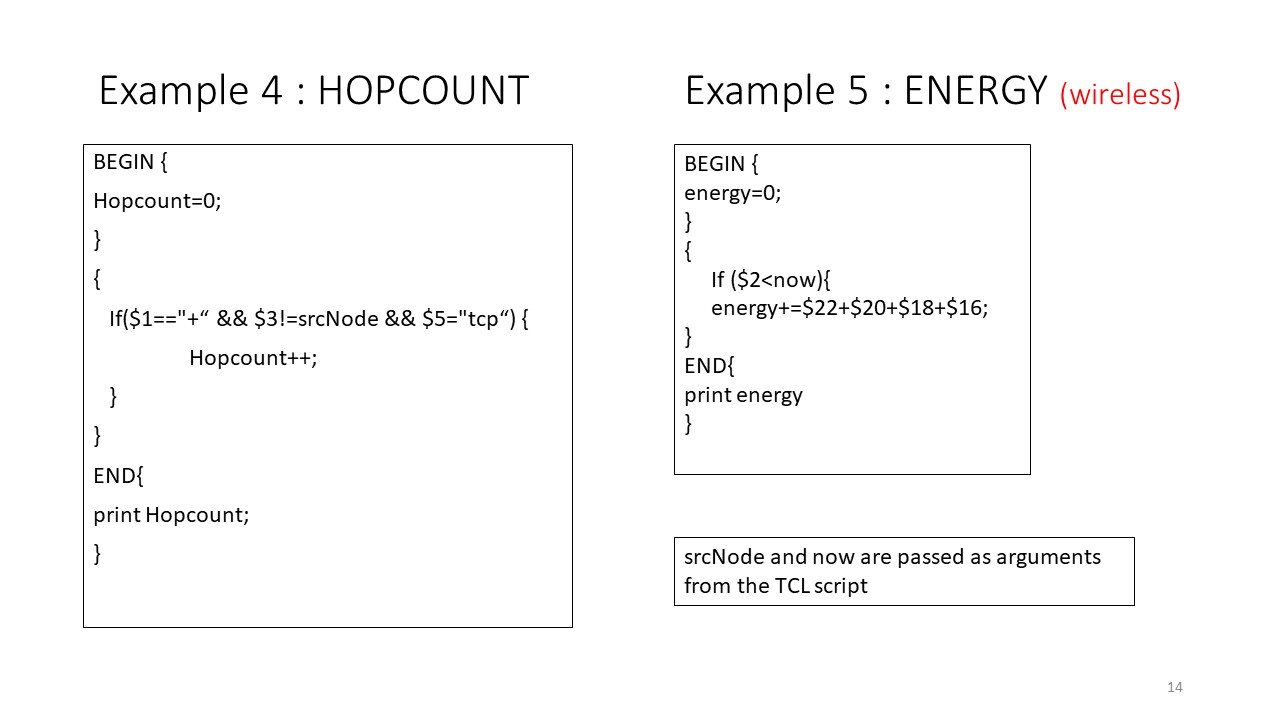 Example 4 : HOPCOUNT
BEGIN {
Hopcount=0;
}
{
If($1=="+“ && $3!=srcNode && $5="tcp“) {
Hopcount++;
}
}
END{
print Hopcount;
}
Example 5 : ENERGY (wireless)
BEGIN {
energy=0;
}
{
If ($2<now){
energy+=$22+$20+$18+$16;
}
END{
print energy
}
srcNode and now are passed as arguments
from the TCL script
14